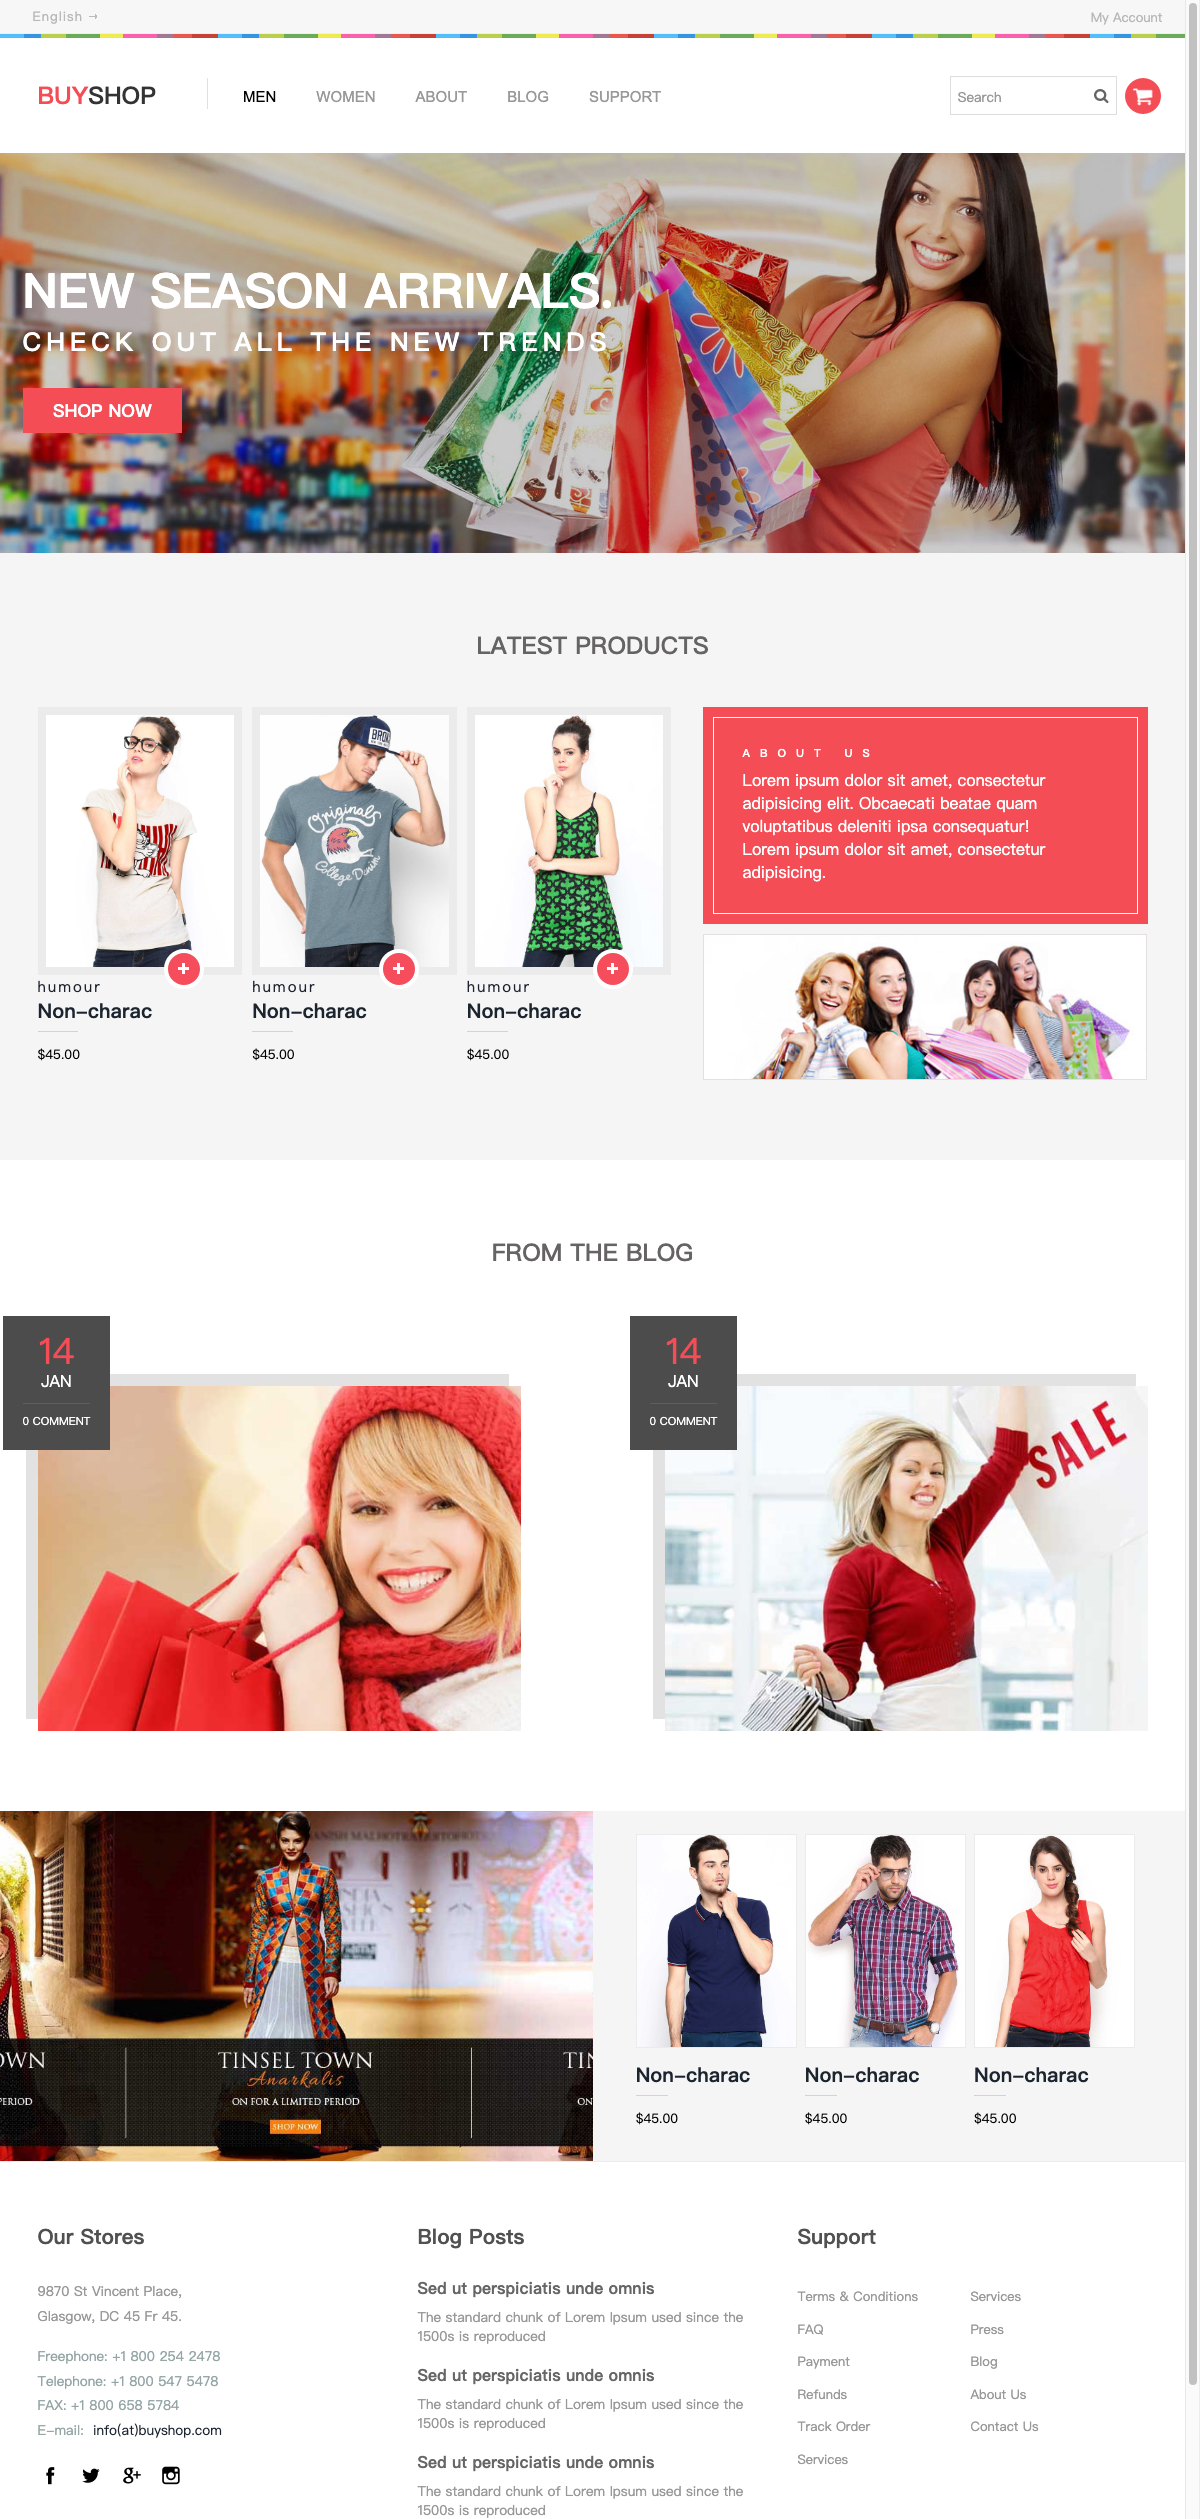 English →
My Account
BUYSHOP
MEN
WOMEN
ABOUT
BLOG
SUPPORT
Search
NEW SEASON ARRIVALS.
CHECK OUT ALL THE NEW TRENDS
SHOP NOW
LATEST PRODUCTS
BROK
Originals
College Denim
humour
Non-charac
$45.00
humour
Non-charac
$45.00
humour
Non-charac
$45.00
ABOUT US
Lorem ipsum dolor sit amet, consectetur
adipisicing elit. Obcaecati beatae quam
voluptatibus deleniti ipsa consequatur!
Lorem ipsum dolor sit amet, consectetur
adipisicing.
FROM THE BLOG
14
JAN
0 COMMENT
14
JAN
0 COMMENT
SALE
OWN
PERIOD
TINSEL TOWN
Anarkalis
ON FOR A LIMITED PERIOD
SHOP NOW
TIN
ON
Non-charac
$45.00
Non-charac
$45.00
Non-charac
$45.00
Our Stores
9870 St Vincent Place,
Glasgow, DC 45 Fr 45.
Freephone: +1 800 254 2478
Telephone: +1 800 547 5478
FAX: +1 800 658 5784
E-mail: info(at)buyshop.com
Blog Posts
Sed ut perspiciatis unde omnis
The standard chunk of Lorem Ipsum used since the
1500s is reproduced
Sed ut perspiciatis unde omnis
The standard chunk of Lorem Ipsum used since the
1500s is reproduced
Sed ut perspiciatis unde omnis
The standard chunk of Lorem Ipsum used since the
1500s is reproduced
Support
Terms & Conditions
FAQ
Payment
Refunds
Track Order
Services
Services
Press
Blog
About Us
Contact Us